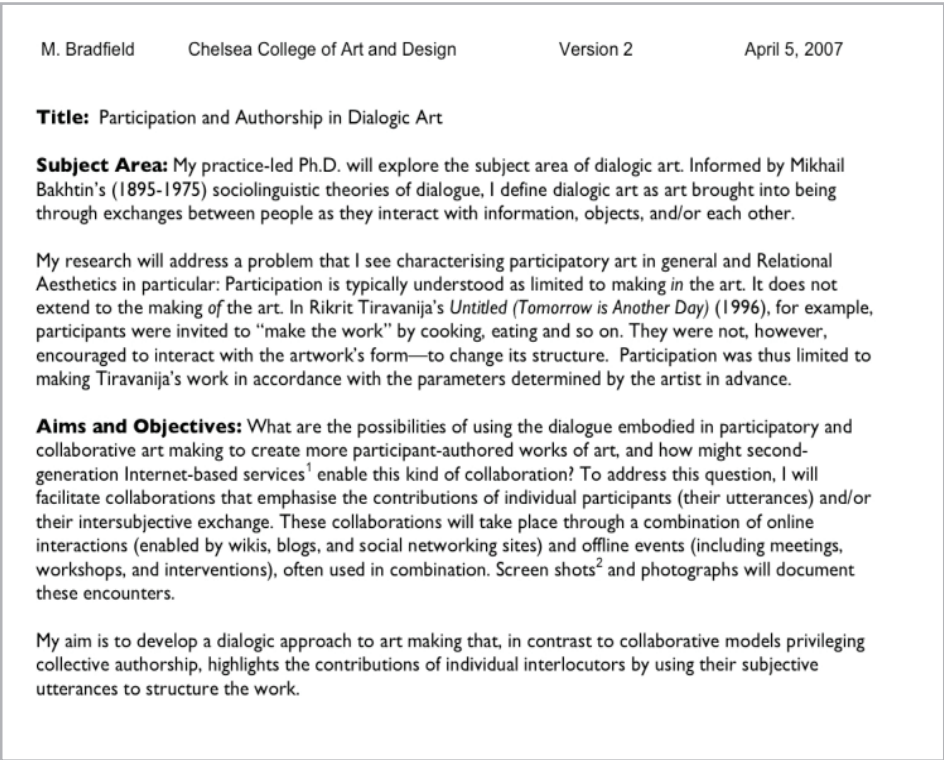 M. Bradfield Chelsea College of Art and Design Version 2 April 5, 2007
Title: Participation and Authorship in Dialogic Art
Subject Area: My practice-led Ph.D. will explore the subject area of dialogic art. Informed by Mikhail
Bakhtin's (1895-1975) sociolinguistic theories of dialogue, I define dialogic art as art brought into being
through exchanges between people as they interact with information, objects, and/or each other.
My research will address a problem that I see characterising participatory art in general and Relational
Aesthetics in particular: Participation is typically understood as limited to making in the art. It does not
extend to the making of the art. In Rikrit Tiravanija's Untitled (Tomorrow is Another Day) (1996), for example,
participants were invited to “make the work” by cooking, eating and so on. They were not, however,
encouraged to interact with the artwork's form—to change its structure. Participation was thus limited to
making Tiravanija's work in accordance with the parameters determined by the artist in advance.
Aims and Objectives: What are the possibilities of using the dialogue embodied in participatory and
collaborative art making to create more participant-authored works of art, and how might second-
generation Internet-based services¹ enable this kind of collaboration? To address this question, I will
facilitate collaborations that emphasise the contributions of individual participants (their utterances) and/or
their intersubjective exchange. These collaborations will take place through a combination of online
interactions (enabled by wikis, blogs, and social networking sites) and offline events (including meetings,
workshops, and interventions), often used in combination. Screen shots² and photographs will document
these encounters.
My aim is to develop a dialogic approach to art making that, in contrast to collaborative models privileging
collective authorship, highlights the contributions of individual interlocutors by using their subjective
utterances to structure the work.